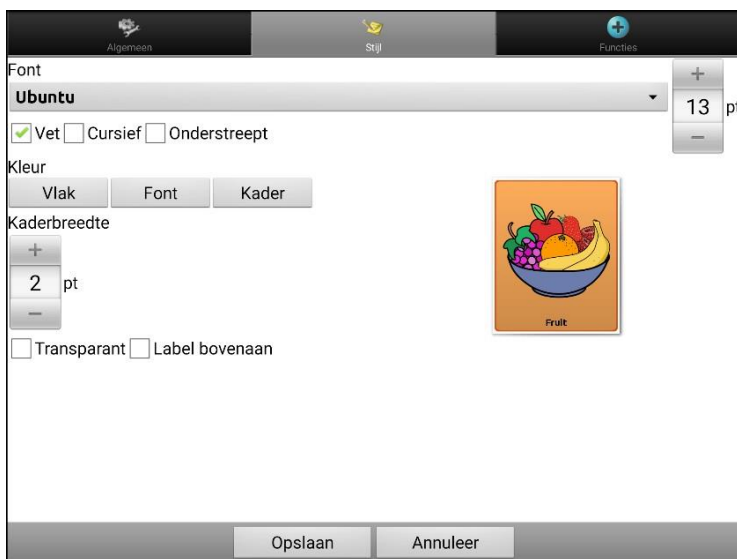 Algemeen Stijl Functies
Font
Ubuntu
13 pt
Vet Cursief Onderstreept
Kleur
Vlak Font Kader
Kaderbreedte
2 pt
Fruit
Transparant Label bovenaan
Opslaan Annuleer